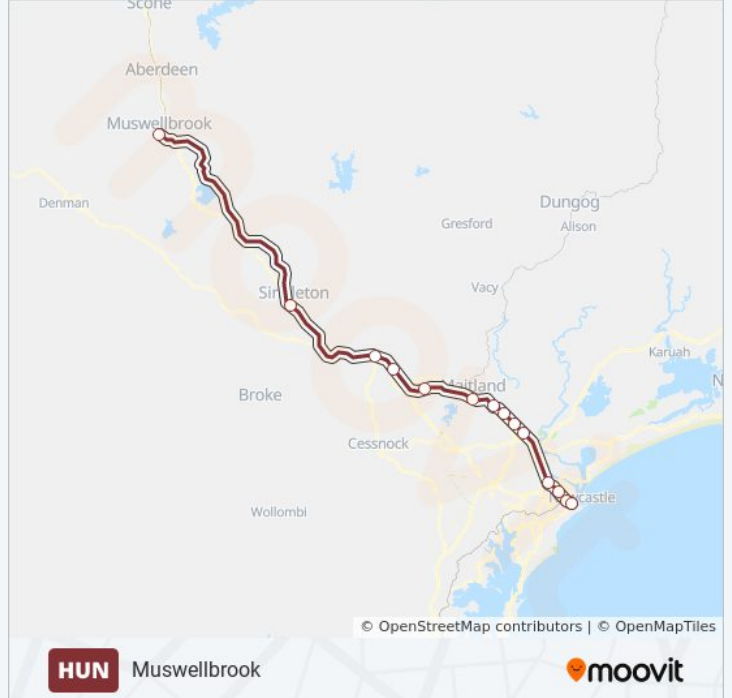 Scone
Aberdeen
Muswellbrook
Denman
Dungog
Gresford
Alison
Singleton
Vacy
Karuah
Maitland
Broke
N
Cessnock
Newcastle
Wollombi
© OpenStreetMap contributors | © OpenMapTiles
HUN Muswellbrook
moovit